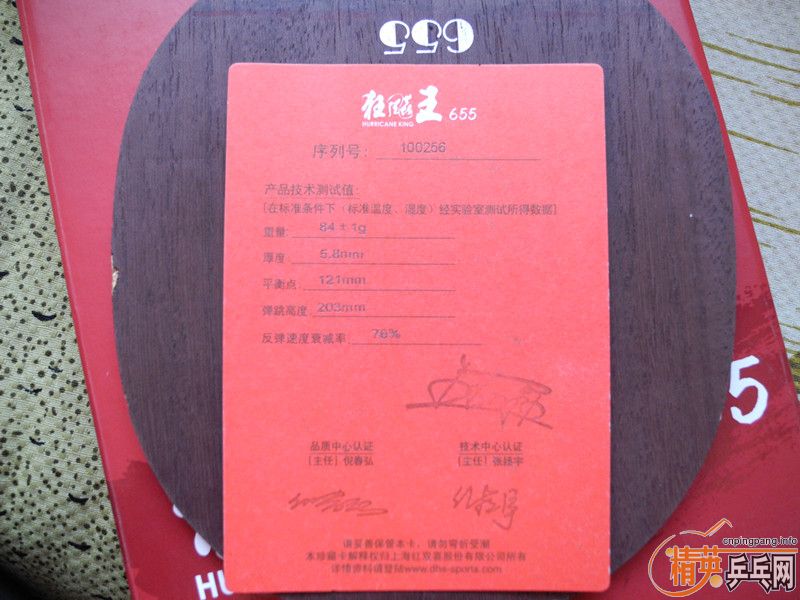 655
狂飚王 655
HURRICANE KING
序列号: 100256
产品技术测试值:
[在标准条件下（标准温度、湿度）经实验室测试所得数据]
重量: 84±1g
厚度: 5.8mm
平衡点: 121mm
弹跳高度 203mm
反弹速度衰减率 76%
5
品质中心认证 技术中心认证
[主任] 倪春弘 [主任] 张扬宇
请妥善保管本卡，请勿弯折受潮
本珍藏卡解释权归上海红双喜股份有限公司所有
详情资料请登陆www.dhs-sports.com
HU
cnpingpang.info
精英乒乓网